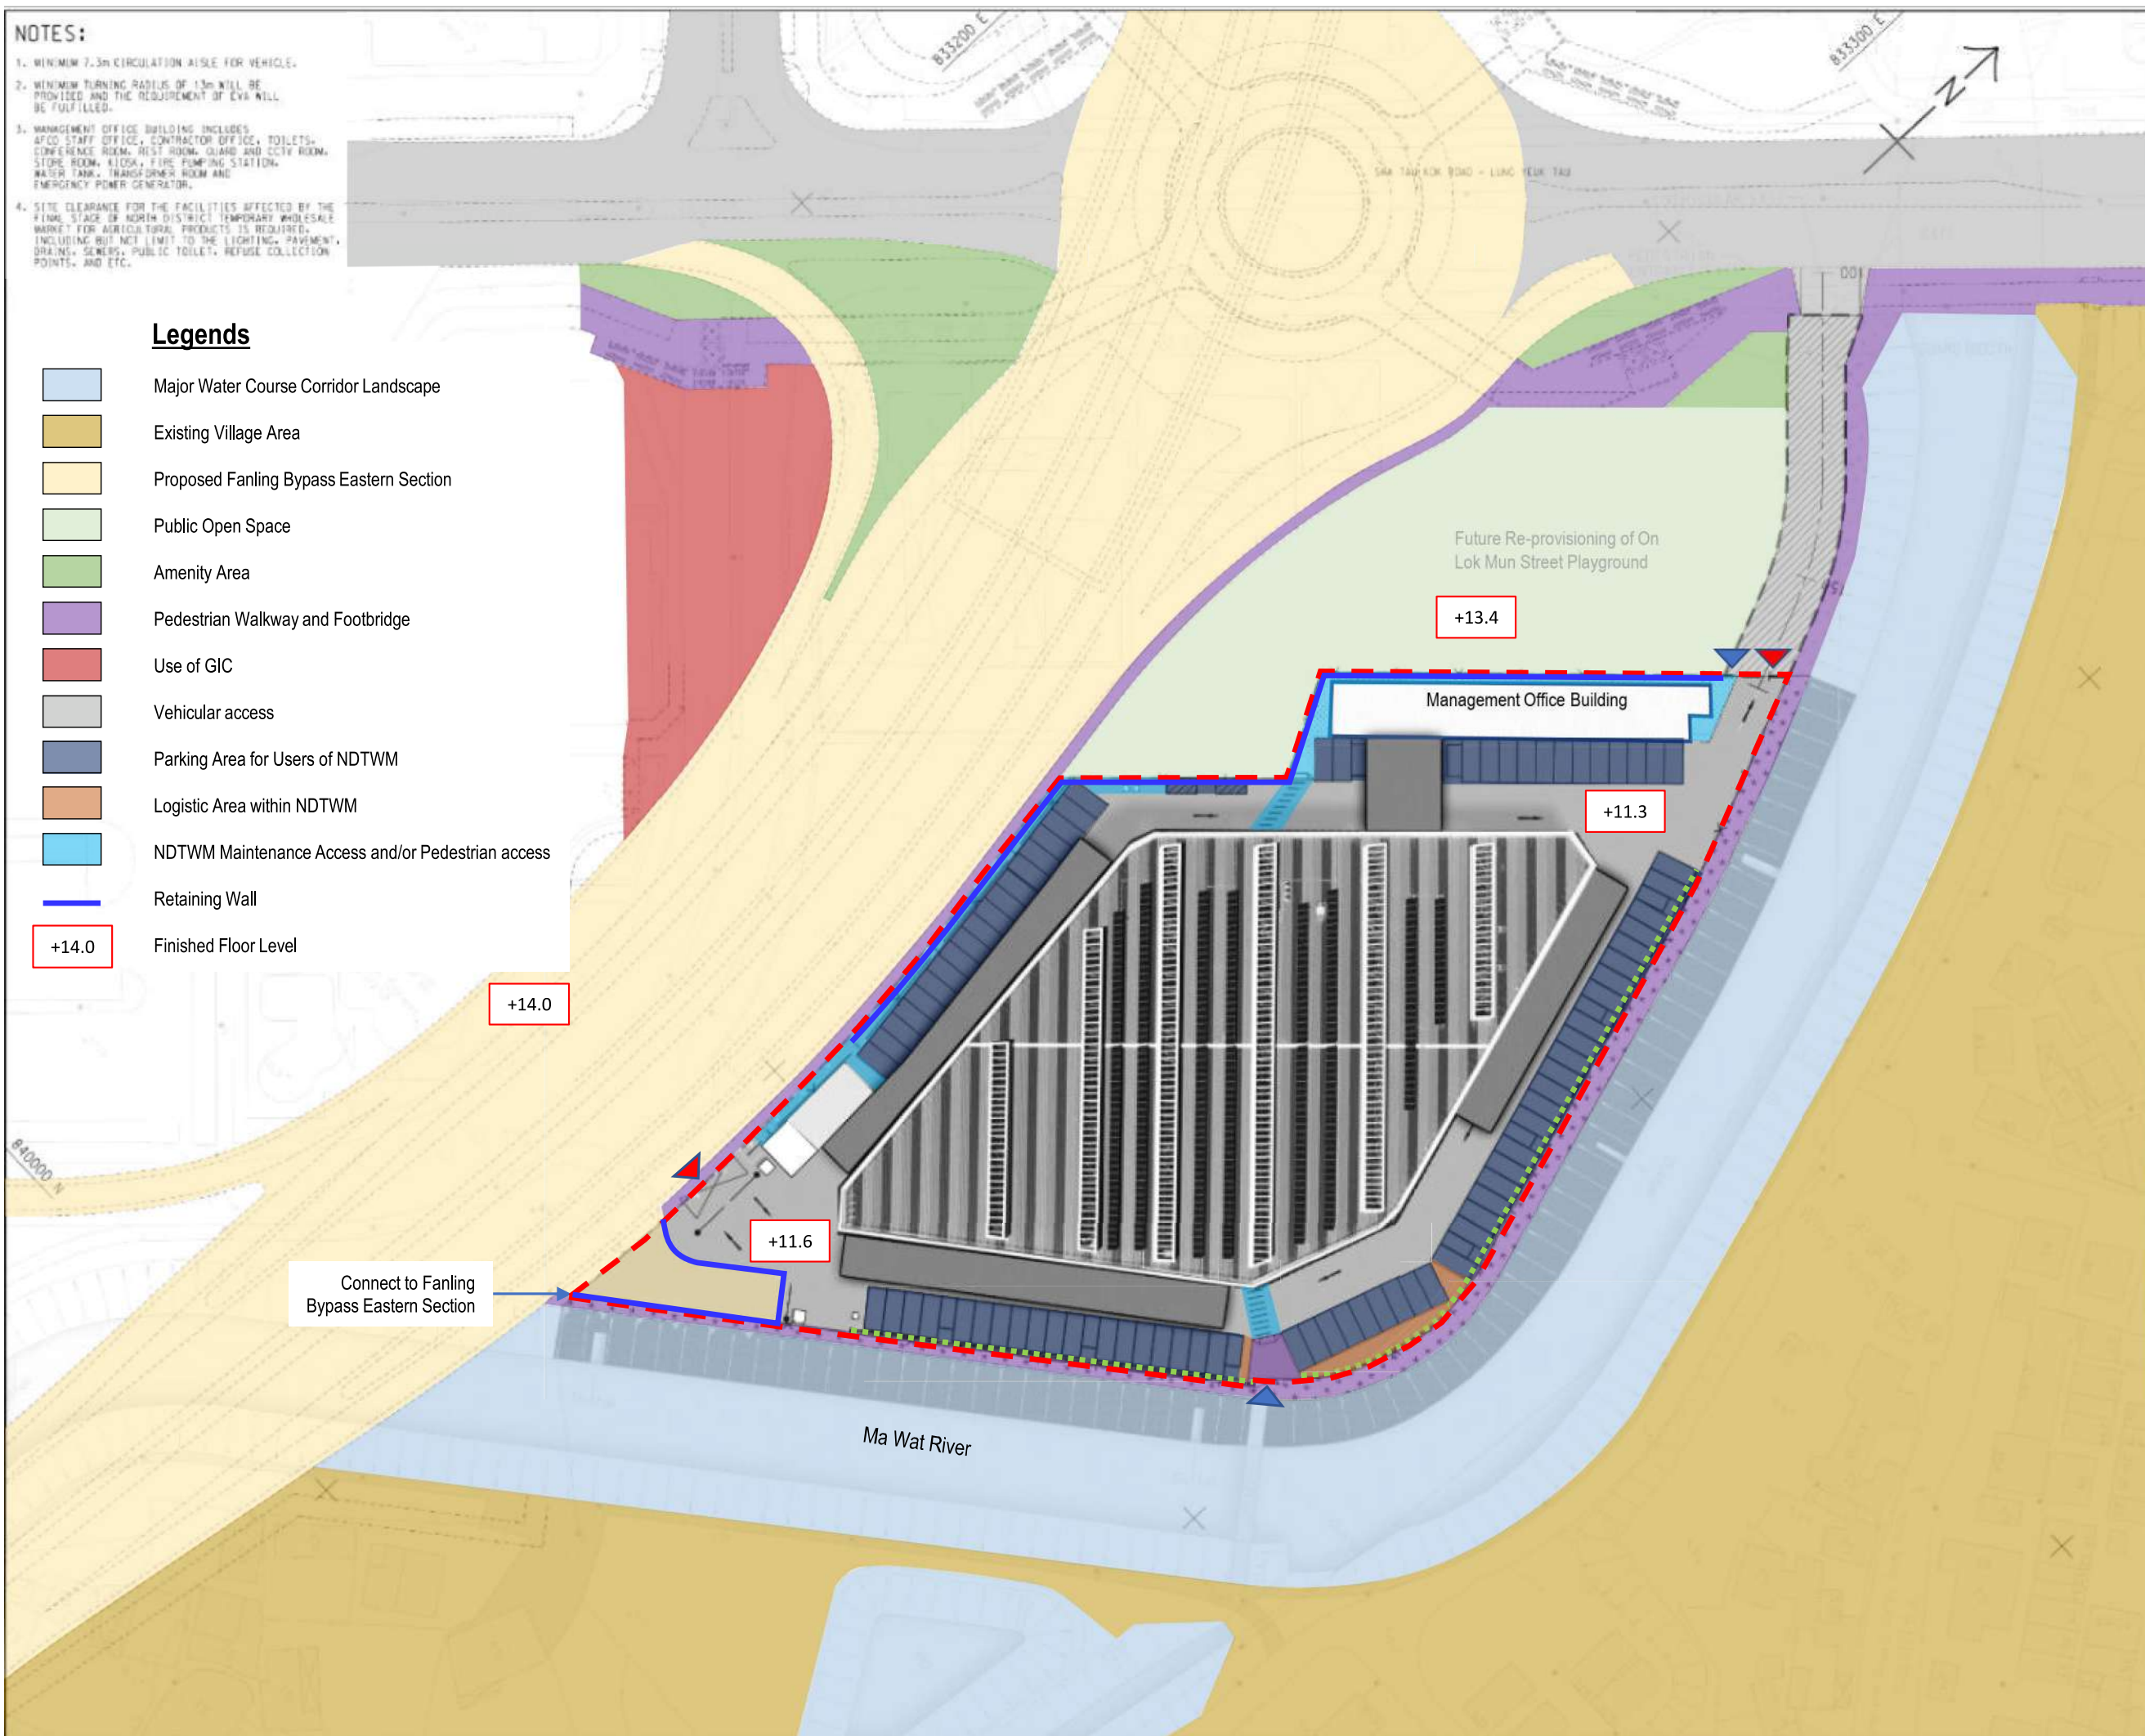 NOTES:
1. MINIMUM 7.3m CIRCULATION AISLE FOR VEHICLE.
2. MINIMUM TURNING RADIUS OF 13m WILL BE
PROVIDED AND THE REQUIREMENT OF EVA WILL
BE FULFILLED.
3. MANAGEMENT OFFICE BUILDING INCLUDES
AFCD STAFF OFFICE, CONTRACTOR OFFICE, TOILETS,
CONFERENCE ROOM, REST ROOM, GUARD AND CCTV ROOM,
STORE ROOM, KIOSK, FIRE PUMPING STATION,
WATER TANK, TRANSFORMER ROOM AND
EMERGENCY POWER GENERATOR.
4. SITE CLEARANCE FOR THE FACILITIES AFFECTED BY THE
FINAL STAGE OF NORTH DISTRICT TEMPORARY WHOLESALE
MARKET FOR AGRICULTURAL PRODUCTS IS REQUIRED,
INCLUDING BUT NOT LIMIT TO THE LIGHTING, PAVEMENT,
DRAINS, SEWERS, PUBLIC TOILET, REFUSE COLLECTION
POINTS, AND ETC.
833200 E
833300 E
N
SHA TAU KOK ROAD - LUNG YEUK TAU
Legends
Major Water Course Corridor Landscape
Existing Village Area
Proposed Fanling Bypass Eastern Section
Public Open Space
Amenity Area
Pedestrian Walkway and Footbridge
Use of GIC
Vehicular access
Parking Area for Users of NDTWM
Logistic Area within NDTWM
NDTWM Maintenance Access and/or Pedestrian access
Retaining Wall
+14.0 Finished Floor Level
Future Re-provisioning of On
Lok Mun Street Playground
+13.4
Management Office Building
+11.3
+14.0
840000 N
+11.6
Connect to Fanling
Bypass Eastern Section
Ma Wat River